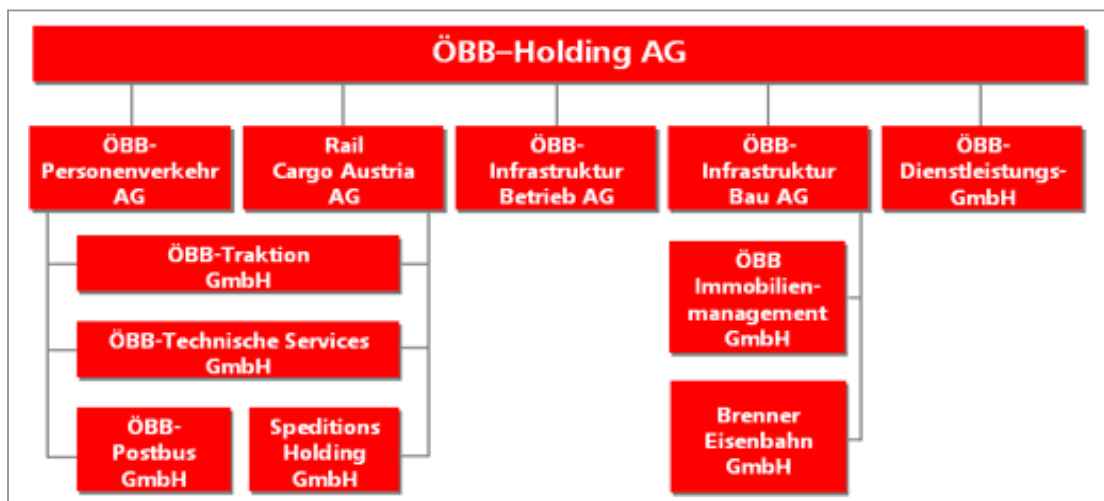 ÖBB–Holding AG
ÖBB-
Personenverkehr
AG
Rail
Cargo Austria
AG
ÖBB-
Infrastruktur
Betrieb AG
ÖBB-
Infrastruktur
Bau AG
ÖBB-
Dienstleistungs-
GmbH
ÖBB-Traktion
GmbH
ÖBB-Technische Services
GmbH
ÖBB-
Postbus
GmbH
Speditions
Holding
GmbH
ÖBB
Immobilien-
management
GmbH
Brenner
Eisenbahn
GmbH